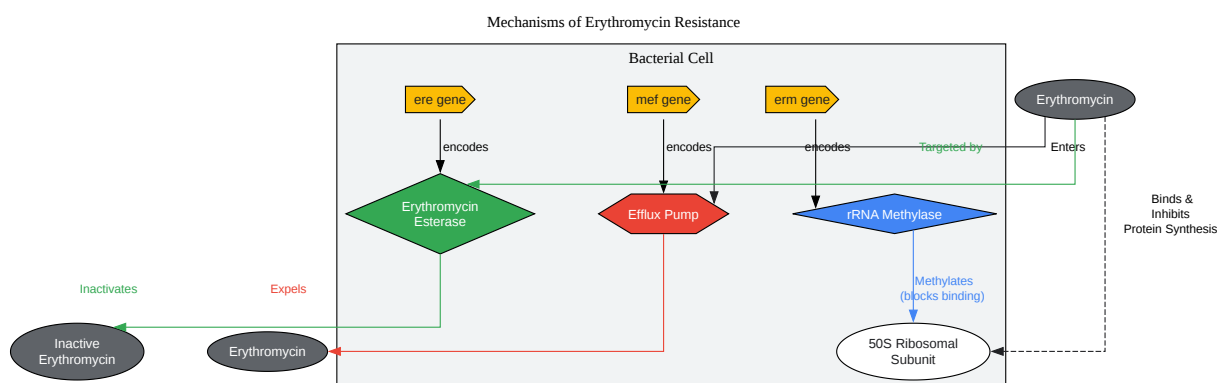 Mechanisms of Erythromycin Resistance
Bacterial Cell
ere gene
mef gene
erm gene
Erythromycin
encodes
encodes
encodes
Targeted by
Enters
Erythromycin
Esterase
Efflux Pump
rRNA Methylase
Binds &
Inhibits
Protein Synthesis
Inactivates
Expels
Methylates
(blocks binding)
Inactive
Erythromycin
Erythromycin
50S Ribosomal
Subunit